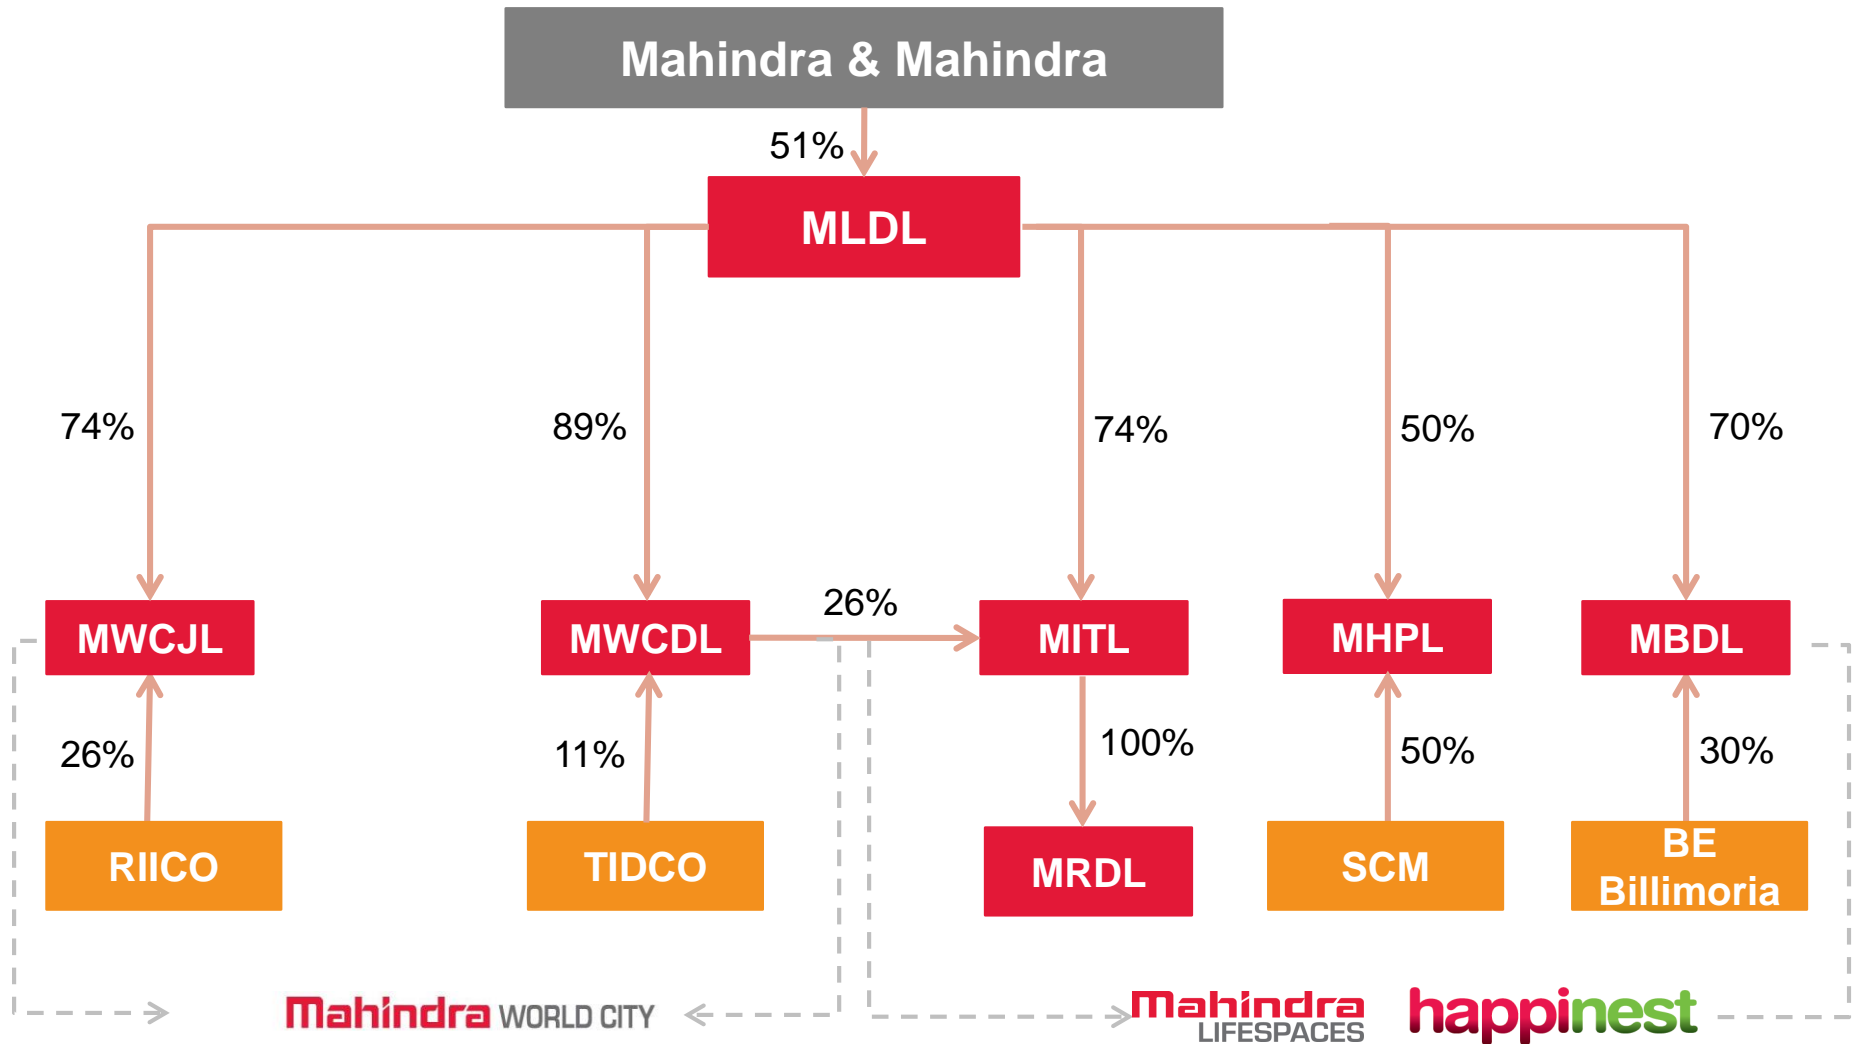 Mahindra & Mahindra
51%
MLDL
74%
89%
74%
50%
70%
26%
MWCJL
MWCDL
MITL
MHPL
MBDL
26%
11%
100%
50%
30%
RIICO
TIDCO
MRDL
SCM
BE
Billimoria
Mahindra WORLD CITY
Mahindra
LIFESPACES
happinest